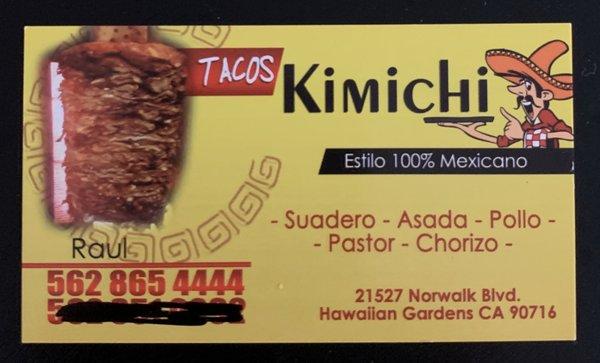 TACOS
Kimichi
Estilo 100% Mexicano
- Suadero - Asada - Pollo -
- Pastor - Chorizo -
Raul
562 865 4444
21527 Norwalk Blvd.
Hawaiian Gardens CA 90716